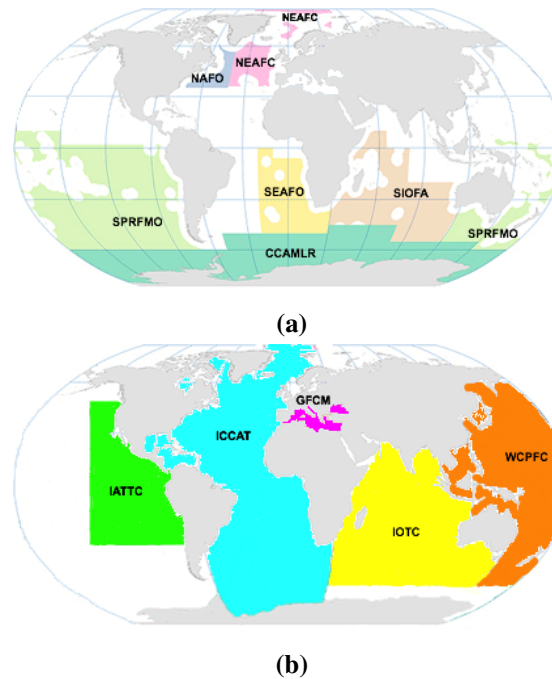 NEAFC
NEAFC
NAFO
SEAFO
SIOFA
SPRFMO
SPRFMO
CCAMLR
(a)
GFCM
ICCAT
WCPFC
IATTC
IOTC
(b)